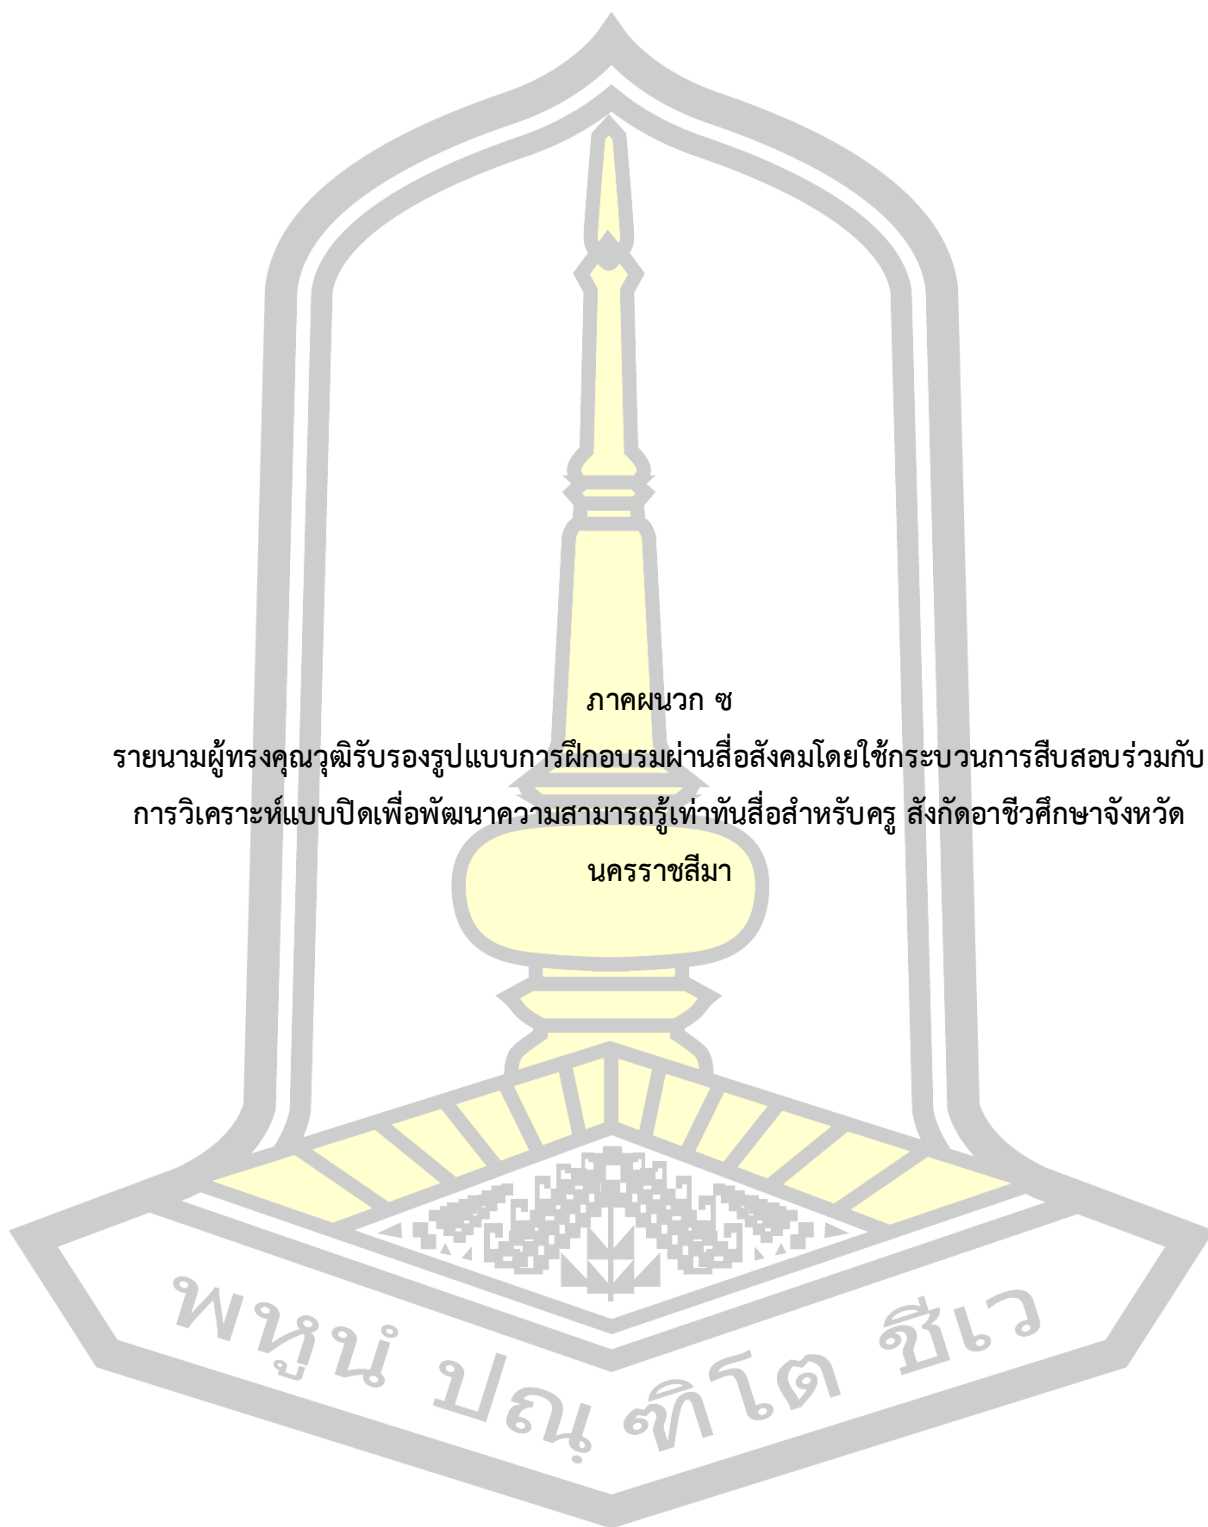 ภาคผนวก ซ
รายนามผู้ทรงคุณวุฒิรับรองรูปแบบการฝึกอบรมผ่านสื่อสังคมโดยใช้กระบวนการสืบสอบร่วมกับ
การวิเคราะห์แบบปิดเพื่อพัฒนาความสามารถรู้เท่าทันสื่อสำหรับครู สังกัดอาชีวศึกษาจังหวัด
นครราชสีมา
พหูนํ ปณฺ ฑิโต ชีเว